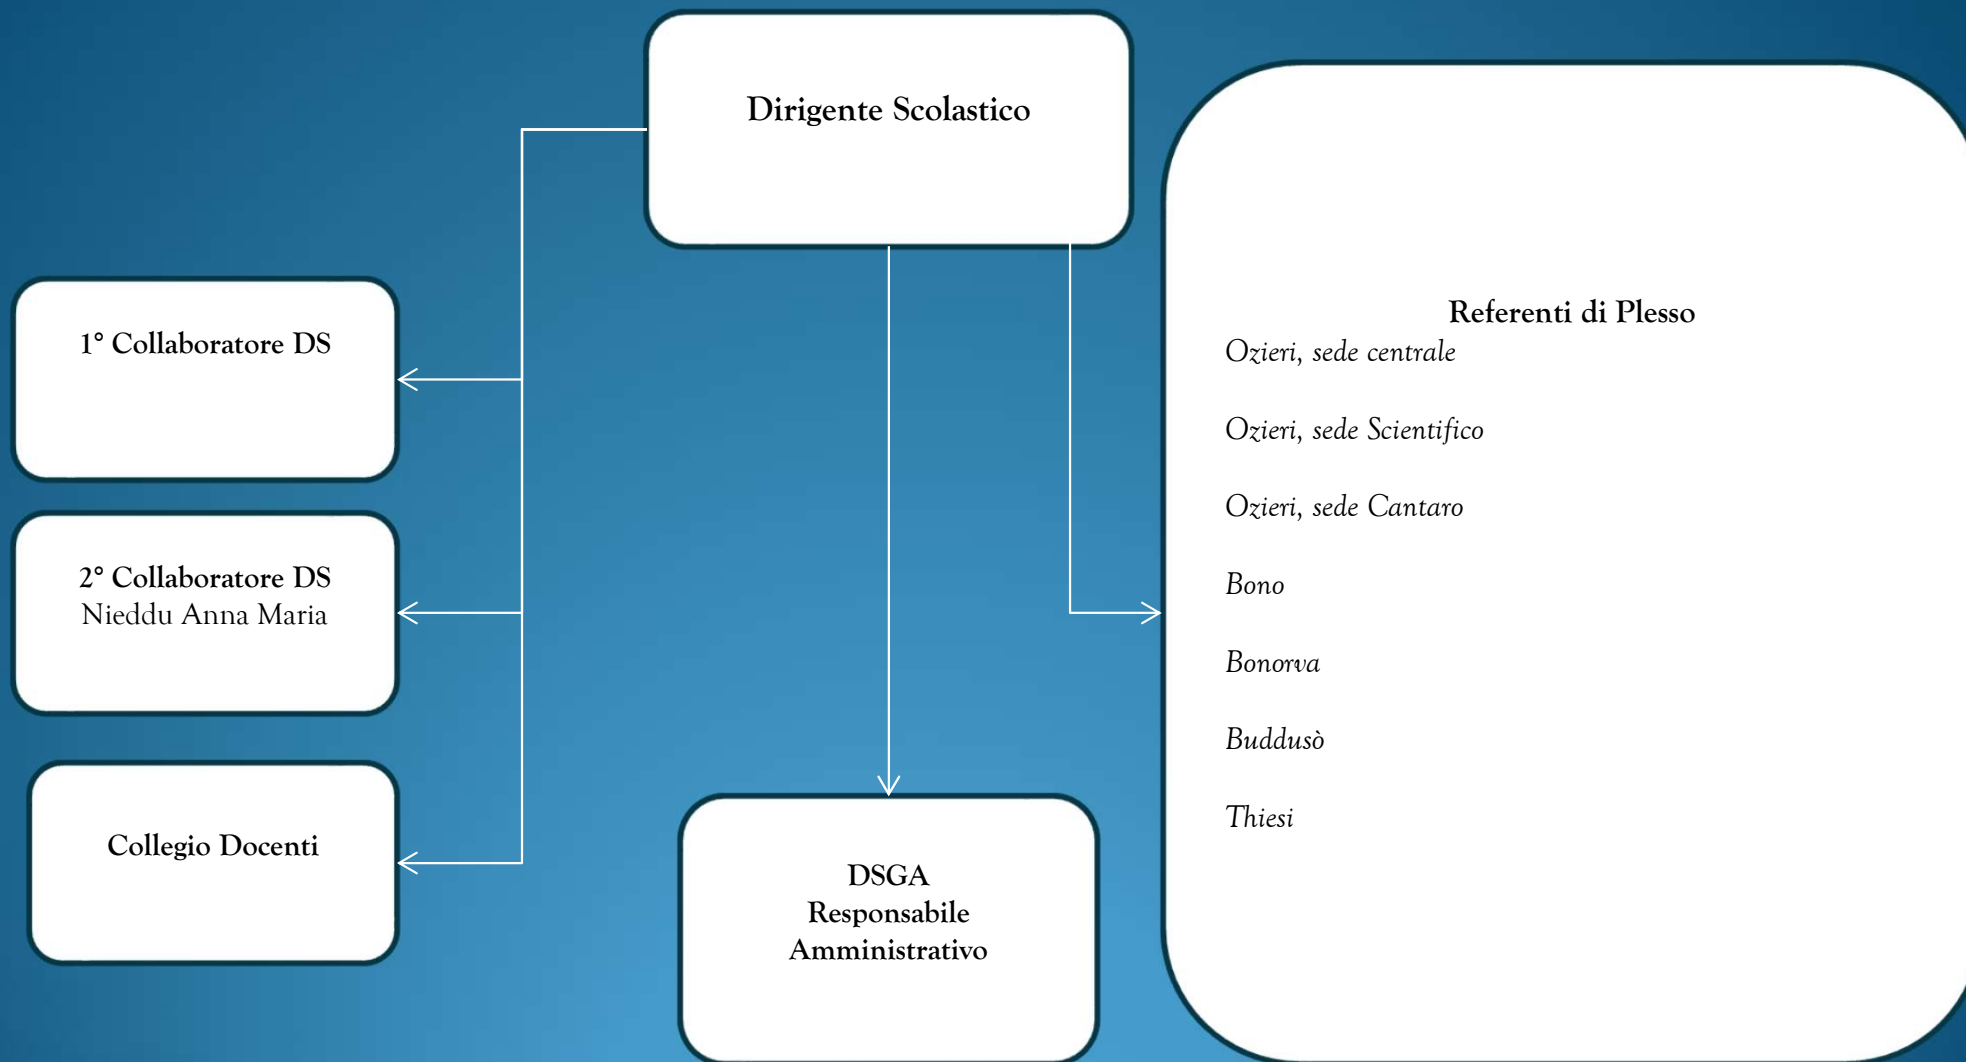 Dirigente Scolastico
1° Collaboratore DS
2° Collaboratore DS
Nieddu Anna Maria
Collegio Docenti
DSGA
Responsabile
Amministrativo
Referenti di Plesso
Ozieri, sede centrale
Ozieri, sede Scientifico
Ozieri, sede Cantaro
Bono
Bonorva
Buddusò
Thiesi